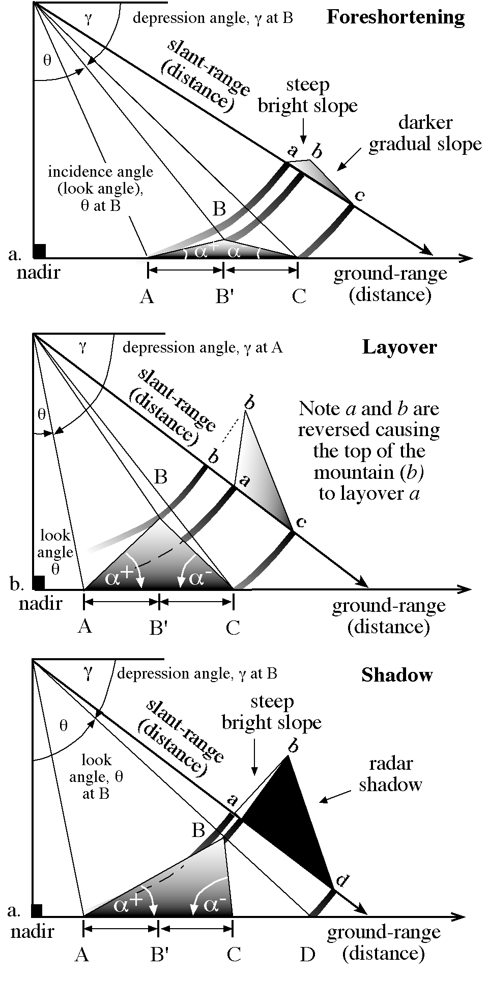 γ
depression angle, γ at B
Foreshortening
θ
slant-range
(distance)
steep
bright slope
darker
gradual slope
a
b
c
incidence angle
(look angle),
θ at B
B
α+
α
a.
nadir
A
B'
C
ground-range
(distance)
γ
depression angle, γ at A
Layover
θ
slant-range
(distance)
b
Note a and b are
reversed causing
the top of the
mountain (b)
to layover a
b
B
a
c
look
angle
θ
α+
α-
b.
nadir
A
B'
C
ground-range
(distance)
γ
depression angle, γ at B
Shadow
θ
slant-range
(distance)
steep
bright slope
b
look
angle, θ
at B
radar
shadow
a
B
d
α+
α-
a.
nadir
A
B'
C
D
ground-range
(distance)